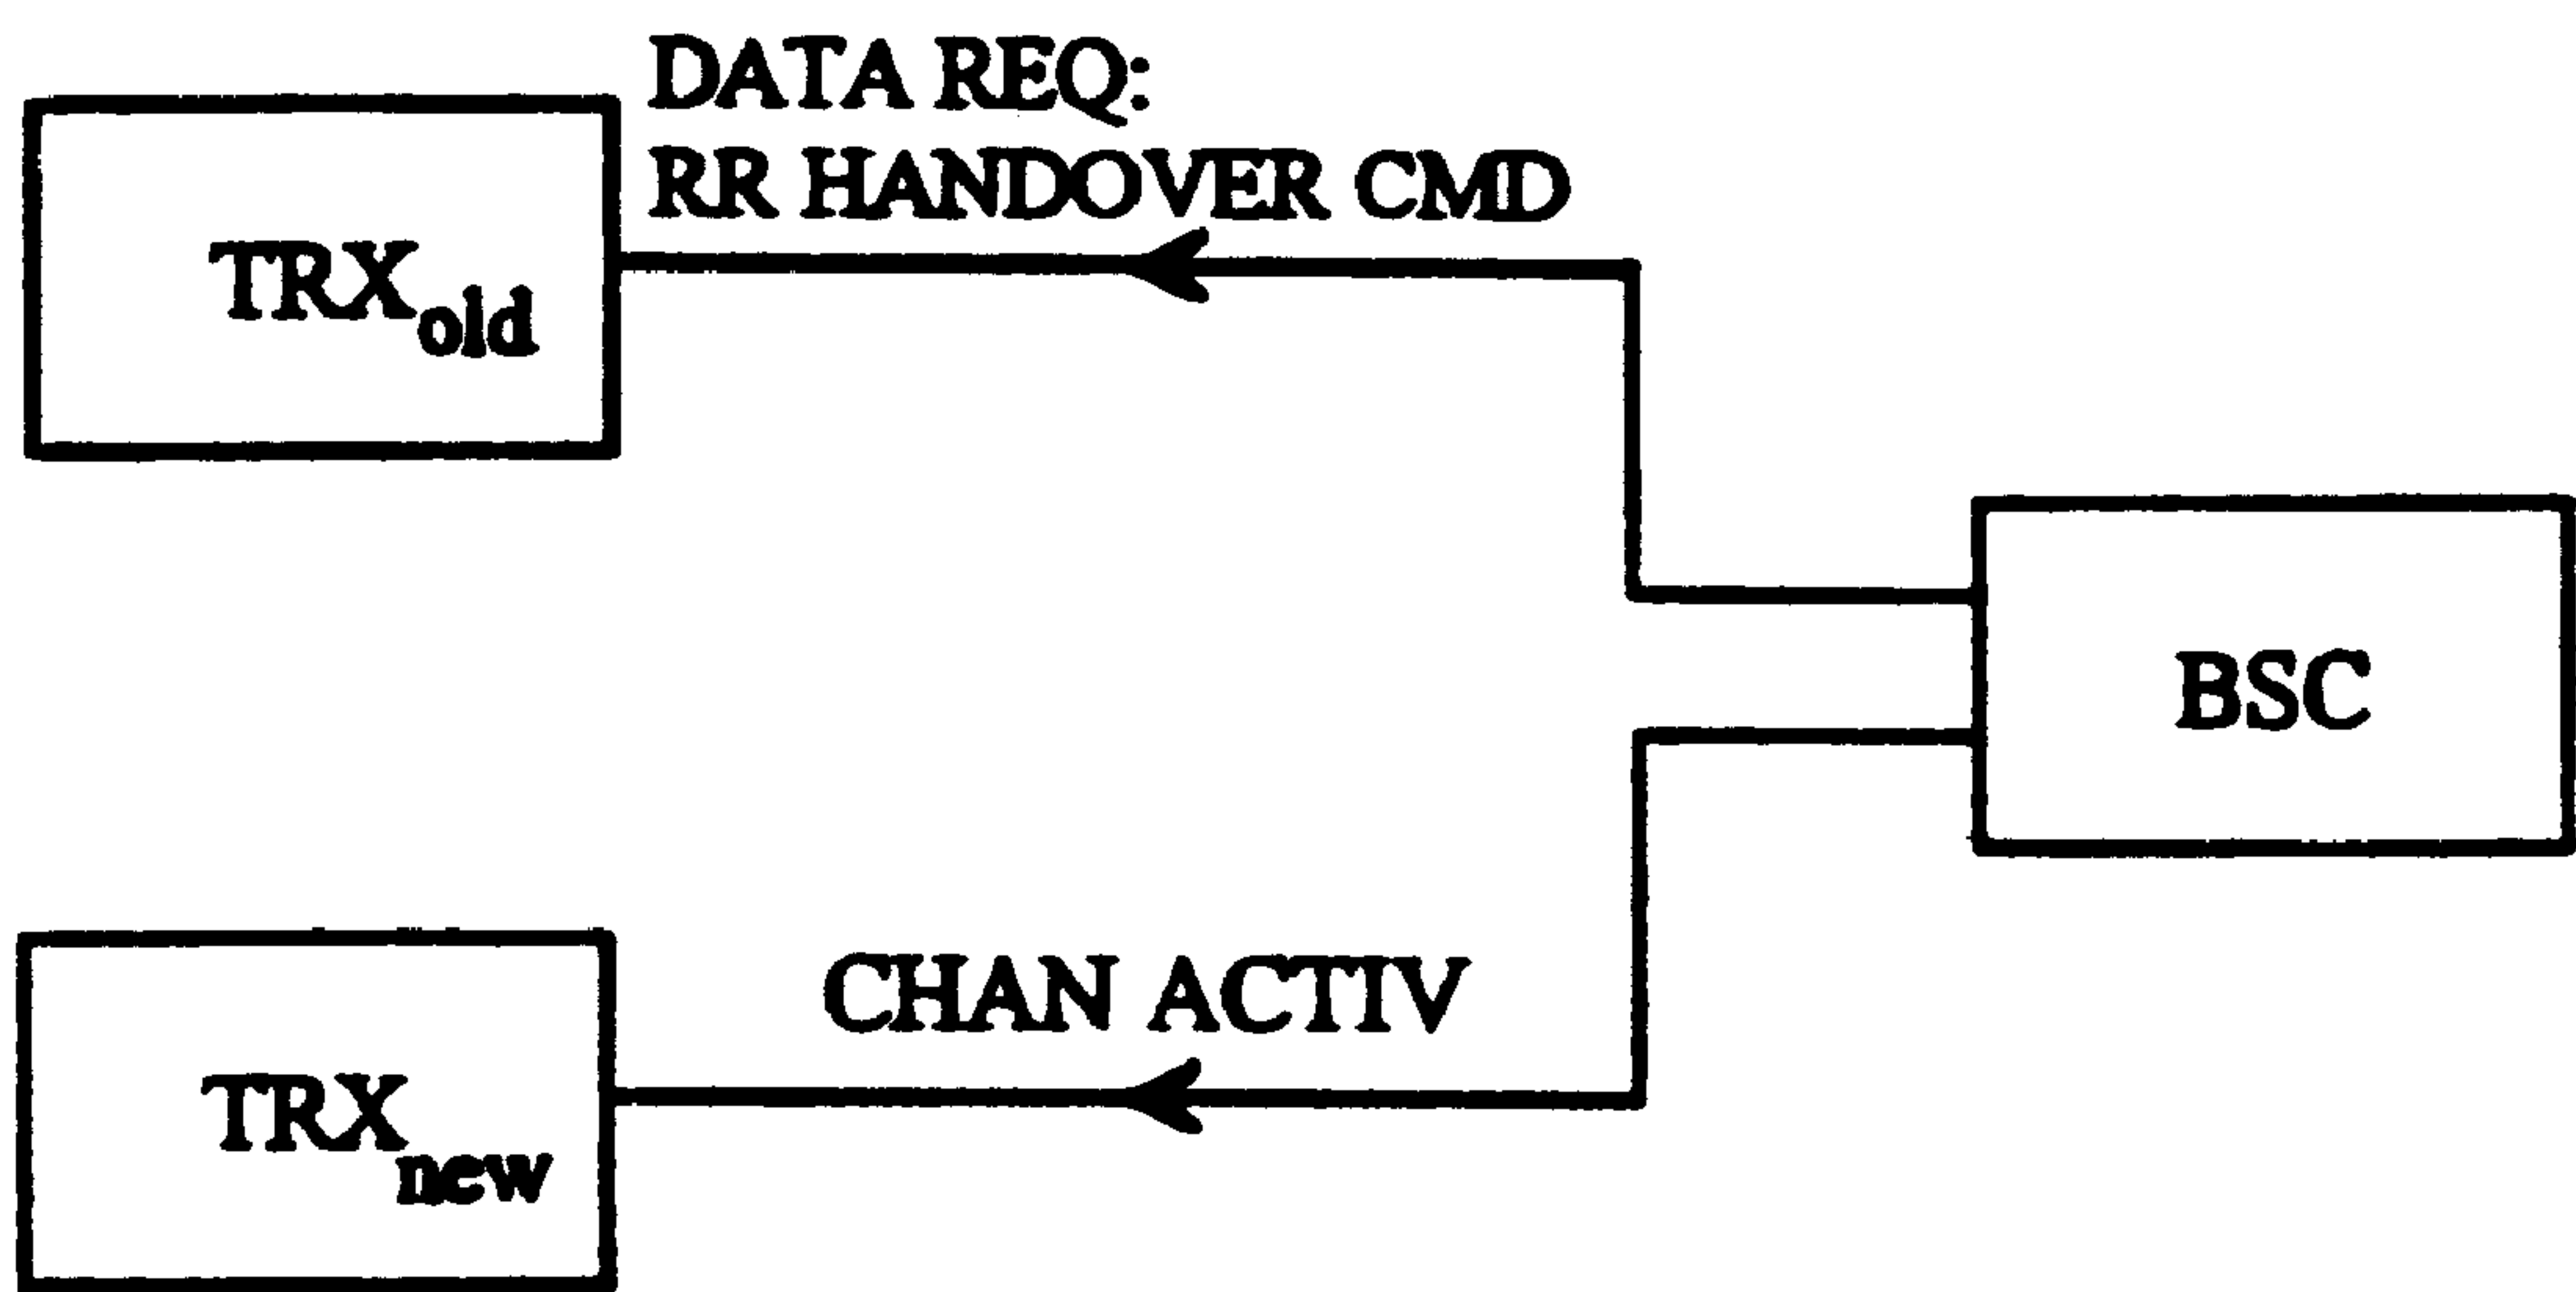 DATA REQ:
RR HANDOVER CMD
TRXold
BSC
CHAN ACTIV
TRXnew